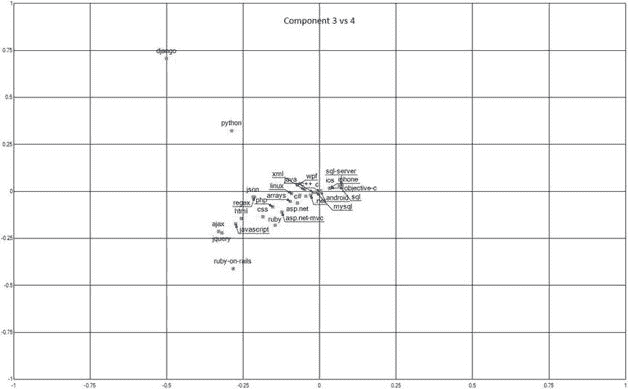 Component 3 vs 4
1
0.75
django
0.5
python
0.25
sql-server
xml
wpf
java
ios
iphone
c
linux
objective-c
json
0
arrays
c#
android
sql
regex
php
mysql
html
css
asp.net
ruby
asp.net-mvc
ajax
javascript
-0.25
jquery
ruby-on-rails
-0.5
-0.75
-1
-1
-0.75
-0.5
-0.25
0
0.25
0.5
0.75
1